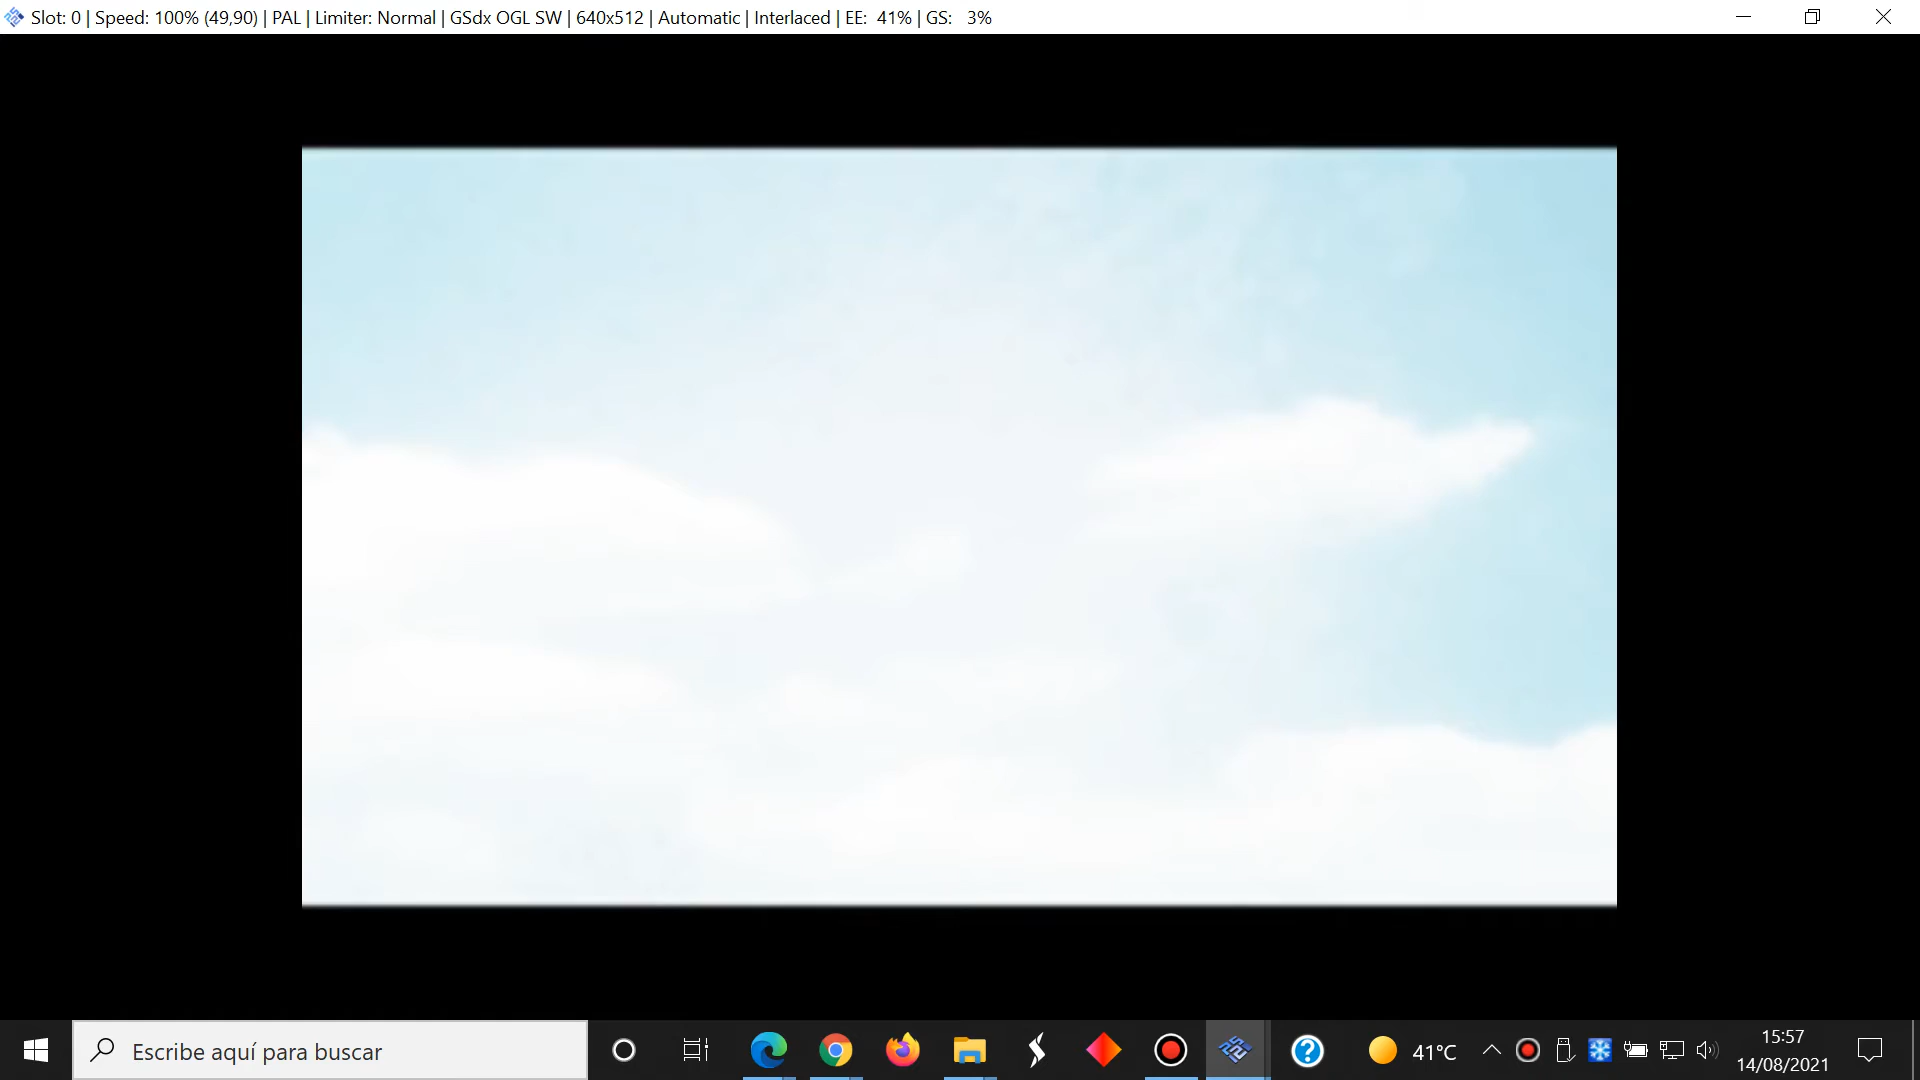 Slot: 0 | Speed: 100% (49,90) | PAL | Limiter: Normal | GSdx OGL SW | 640x512 | Automatic | Interlaced | EE:  41% | GS:   3%
Escribe aquí para buscar
41°C
15:57
14/08/2021